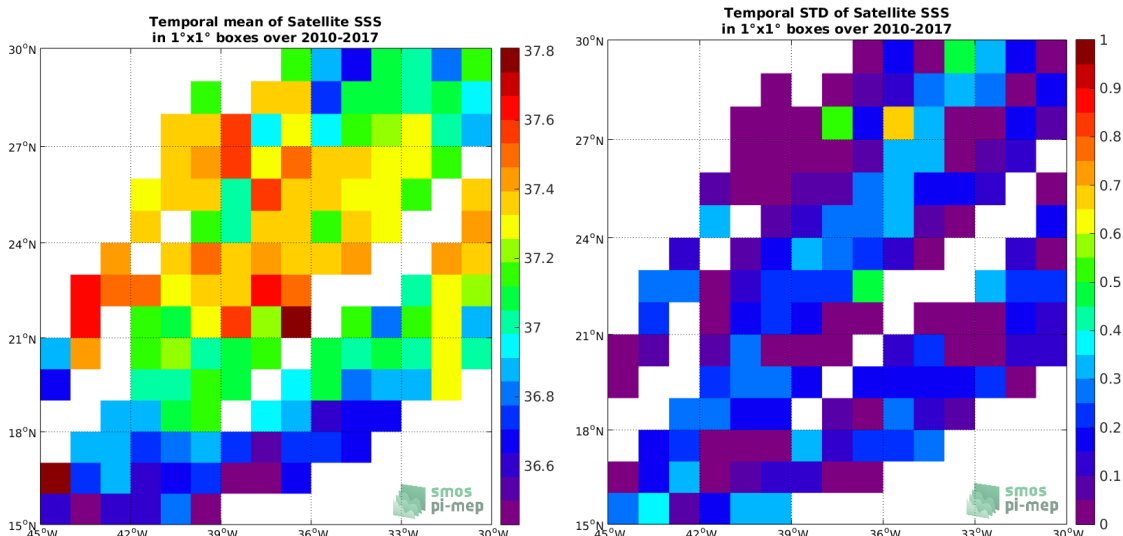 Temporal mean of Satellite SSS
in 1°x1° boxes over 2010-2017
30°N
27°N
24°N
21°N
18°N
15°N
45°W
42°W
39°W
36°W
33°W
30°W
37.8
37.6
37.4
37.2
37
36.8
36.6
smos
pi-mep
Temporal STD of Satellite SSS
in 1°x1° boxes over 2010-2017
30°N
27°N
24°N
21°N
18°N
15°N
45°W
42°W
39°W
36°W
33°W
30°W
1
0.9
0.8
0.7
0.6
0.5
0.4
0.3
0.2
0.1
0
smos
pi-mep